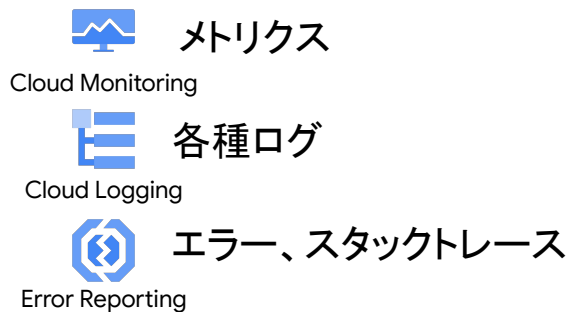 メトリクス
Cloud Monitoring
各種ログ
Cloud Logging
エラー、スタックトレース
Error Reporting